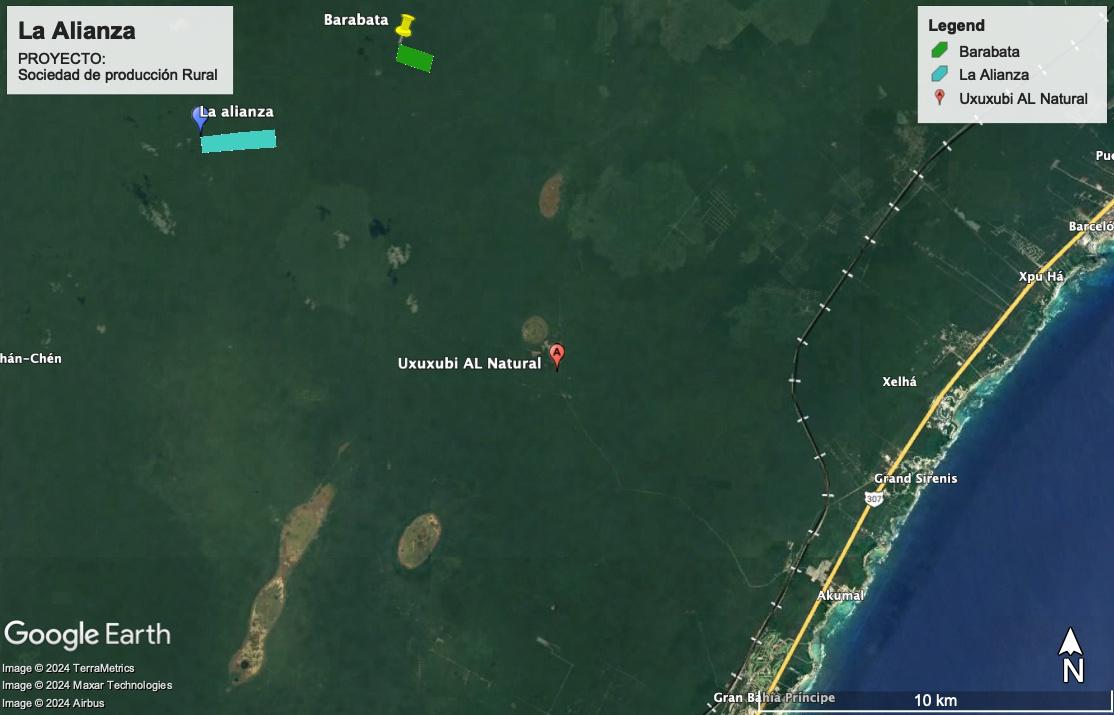 La Alianza
PROYECTO:
Sociedad de producción Rural
Barabata
Legend
Barabata
La Alianza
A
Uxuxubi AL Natural
La alianza
Pue
Barceló
Xpu Há
hán-Chén
Uxuxubi AL Natural
A
Xelhá
Grand Sirenis
307
Akumal
Google Earth
Image © 2024 TerraMetrics
Image © 2024 Maxar Technologies
Image © 2024 Airbus
Gran Bahía Príncipe
10 km
N